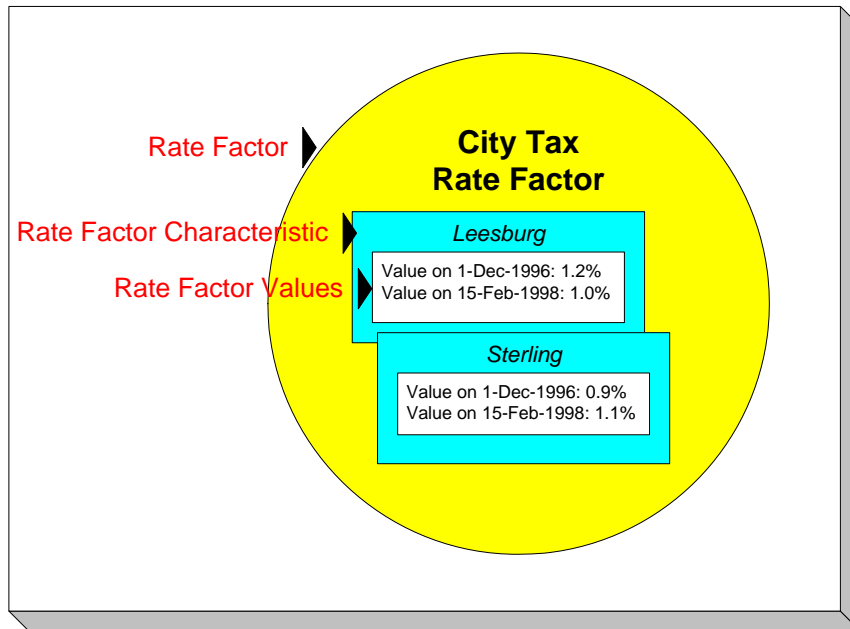 City Tax
Rate Factor
Rate Factor
Rate Factor Characteristic
Leesburg
Rate Factor Values
Value on 1-Dec-1996: 1.2%
Value on 15-Feb-1998: 1.0%
Sterling
Value on 1-Dec-1996: 0.9%
Value on 15-Feb-1998: 1.1%